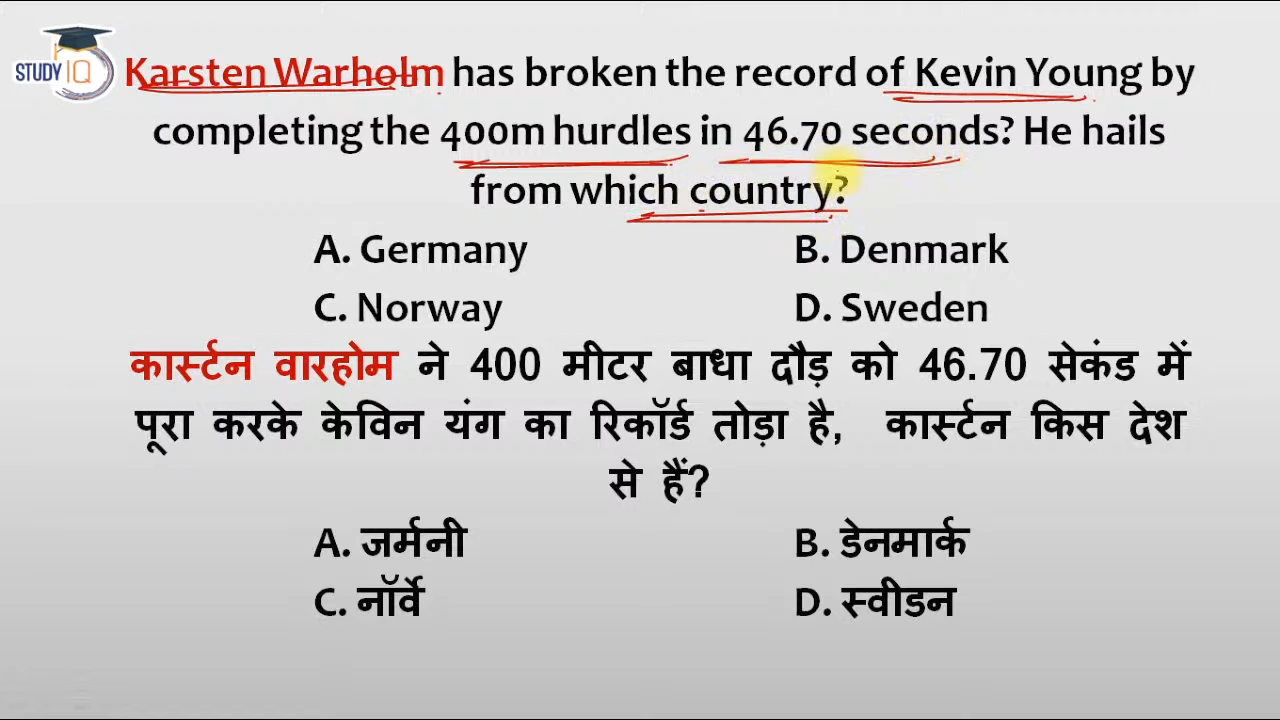 STUDY IQ
Karsten Warholm has broken the record of Kevin Young by
completing the 400m hurdles in 46.70 seconds? He hails
from which country?
A. Germany B. Denmark
C. Norway D. Sweden
कार्स्टन वारहोम ने 400 मीटर बाधा दौड़ को 46.70 सेकंड में
पूरा करके केविन यंग का रिकॉर्ड तोड़ा है, कार्स्टन किस देश
से हैं?
A. जर्मनी B. डेनमार्क
C. नॉर्वे D. स्वीडन